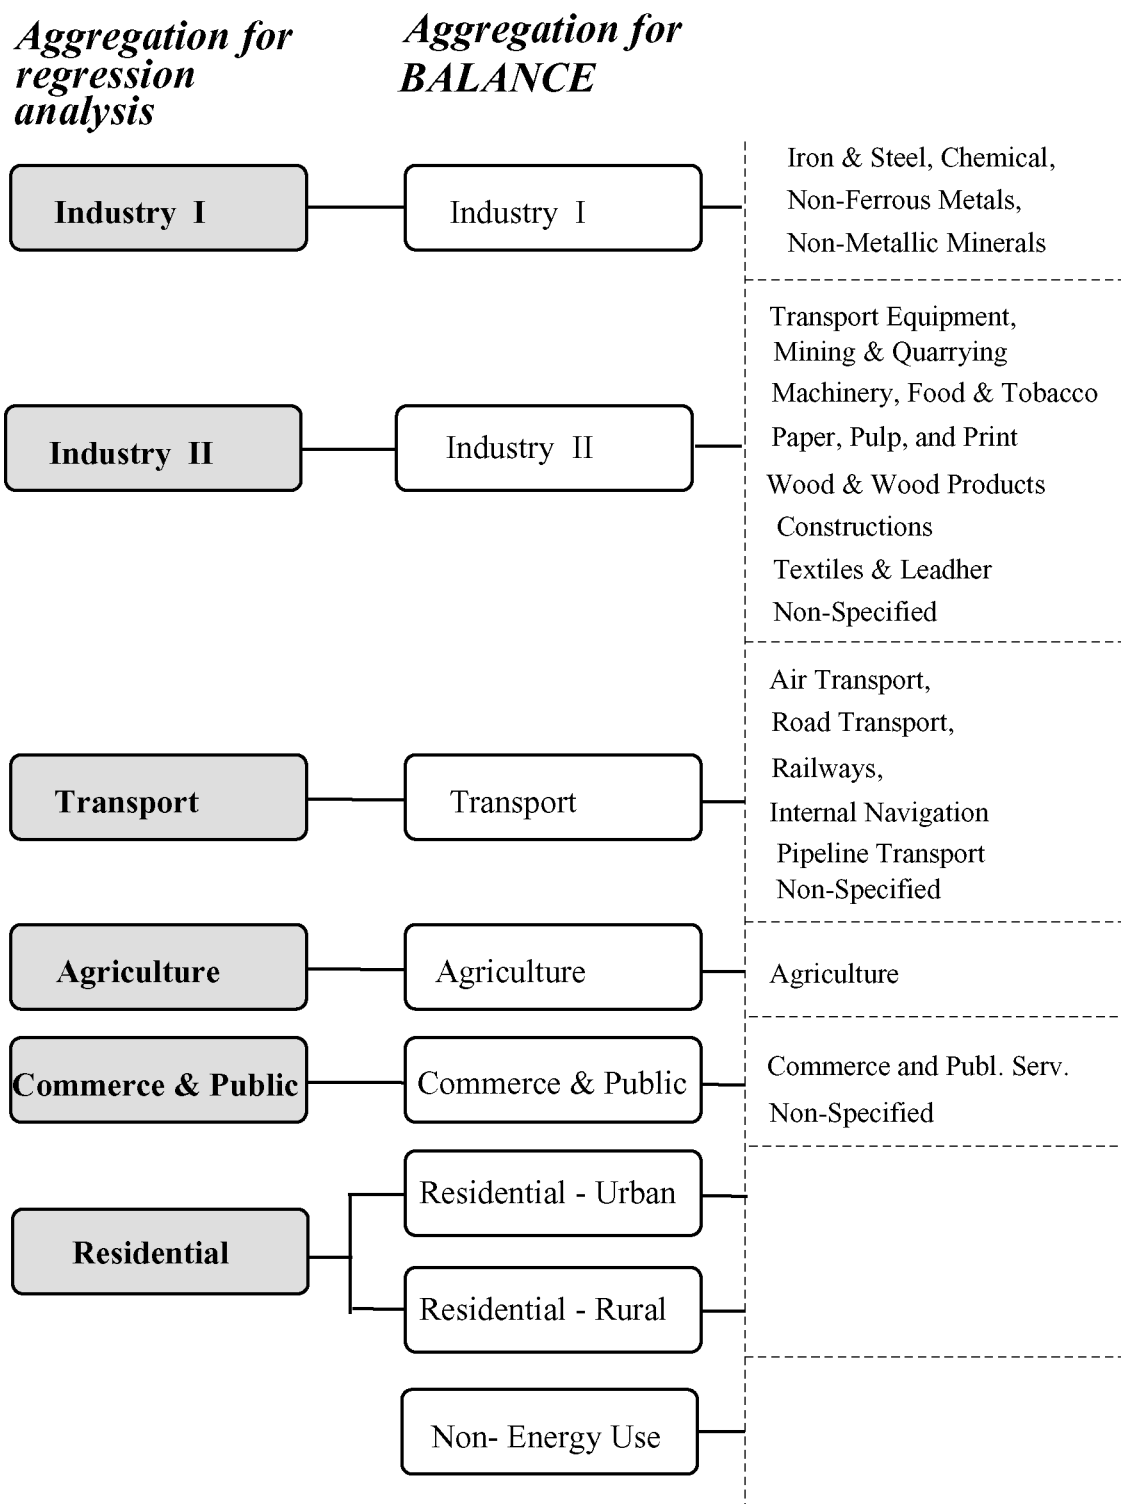 Aggregation for
regression
analysis
Aggregation for
BALANCE
Industry I
Industry I
Iron & Steel, Chemical,
Non-Ferrous Metals,
Non-Metallic Minerals
Industry II
Industry II
Transport Equipment,
Mining & Quarrying
Machinery, Food & Tobacco
Paper, Pulp, and Print
Wood & Wood Products
Constructions
Textiles & Leadher
Non-Specified
Transport
Transport
Air Transport,
Road Transport,
Railways,
Internal Navigation
Pipeline Transport
Non-Specified
Agriculture
Agriculture
Agriculture
Commerce & Public
Commerce & Public
Commerce and Publ. Serv.
Non-Specified
Residential
Residential - Urban
Residential - Rural
Non- Energy Use